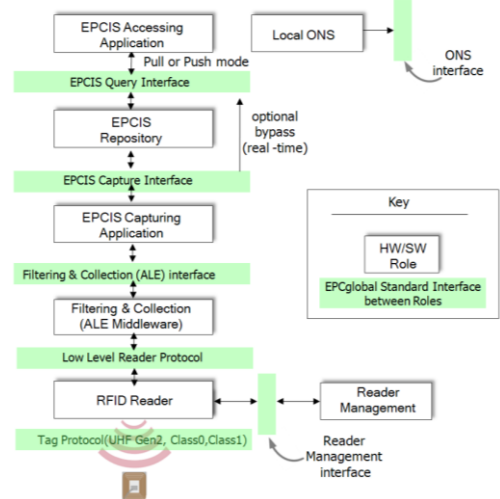 EPCIS Accessing
Application
Local ONS
ONS
interface
Pull or Push mode
EPCIS Query Interface
EPCIS
Repository
optional
bypass
(real -time)
EPCIS Capture Interface
EPCIS Capturing
Application
Key
HW/SW
Role
EPCglobal Standard Interface
between Roles
Filtering & Collection (ALE) interface
Filtering & Collection
(ALE Middleware)
Low Level Reader Protocol
RFID Reader
Reader
Management
Tag Protocol(UHF Gen2, Class0,Class1)
Reader
Management
interface